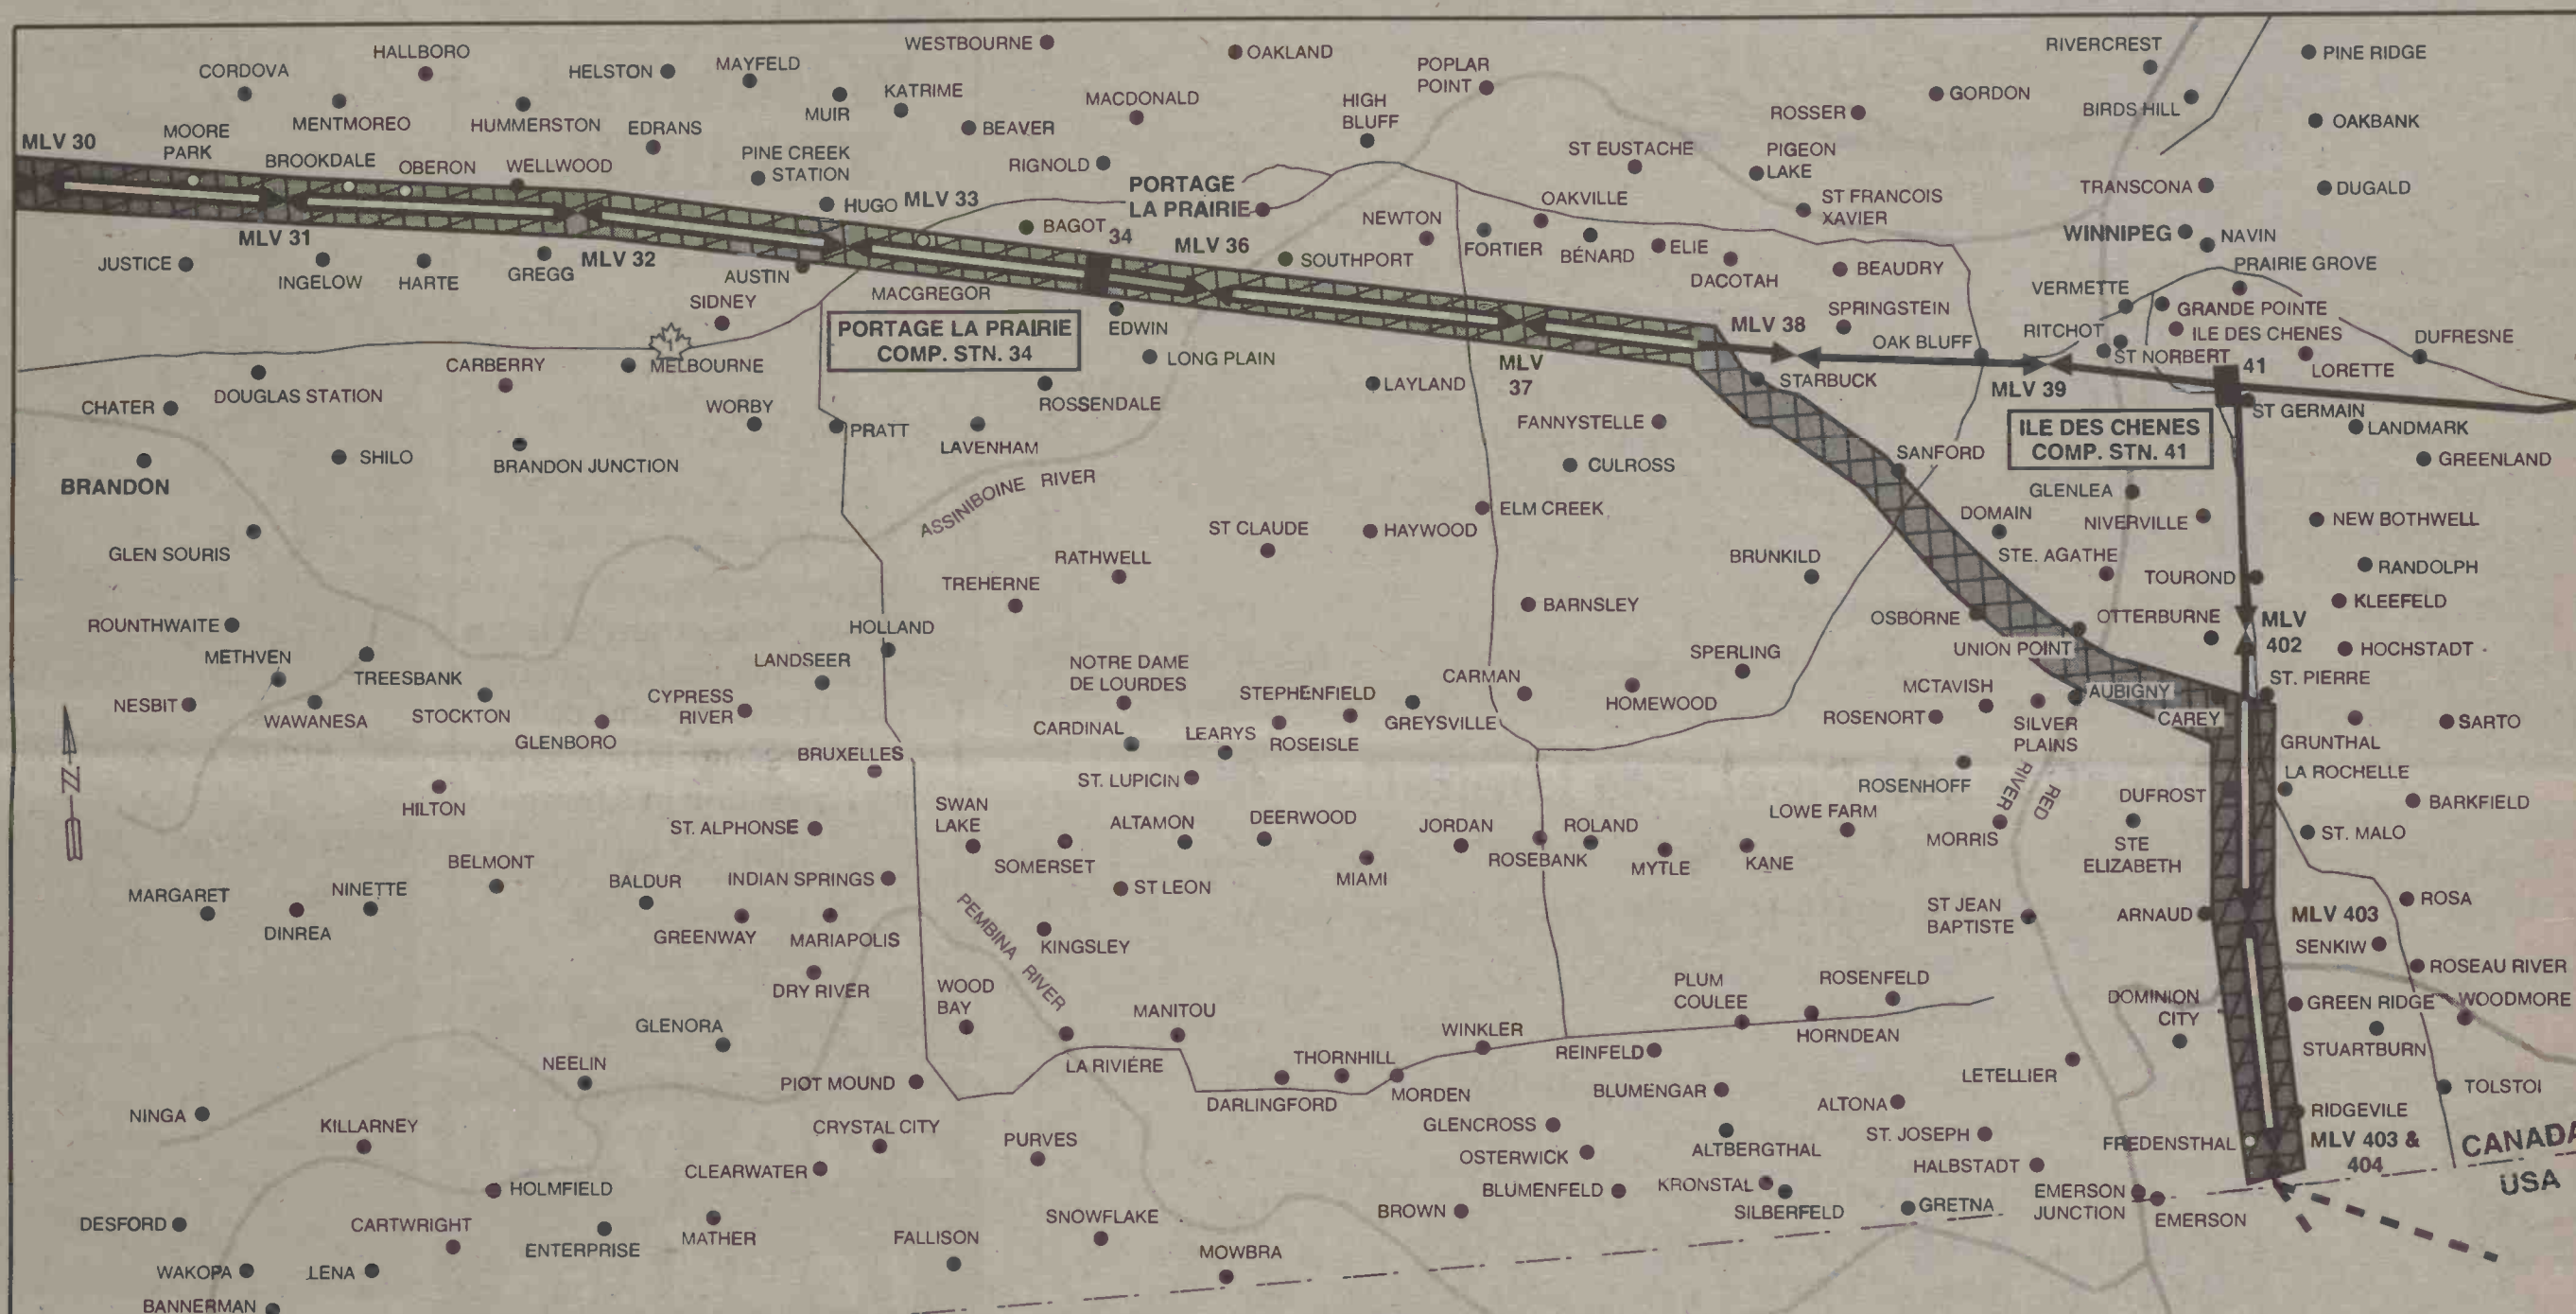 WESTBOURNE
OAKLAND
RIVERCREST
PINE RIDGE
HALLBORO
CORDOVA
HELSTON
MAYFELD
POPLAR
POINT
KATRIME
MACDONALD
HIGH
BLUFF
GORDON
BIRDS HILL
ROSSER
MUIR
MENTMOREO
HUMMERSTON
EDRANS
BEAVER
OAKBANK
MLV 30
MOORE
PARK
BROOKDALE
OBERON
WELLWOOD
PINE CREEK
STATION
RIGNOLD
ST EUSTACHE
PIGEON
LAKE
PORTAGE
LA PRAIRIE
TRANSCONA
DUGALD
HUGO
MLV 33
OAKVILLE
ST FRANCOIS
XAVIER
BAGOT
34
MLV 36
NEWTON
FORTIER
BÉNARD
ELIE
WINNIPEG
NAVIN
MLV 31
MLV 32
JUSTICE
INGELOW
HARTE
GREGG
AUSTIN
SOUTHPORT
DACOTAH
BEAUDRY
PRAIRIE GROVE
SIDNEY
MACGREGOR
VERMETTE
GRANDE POINTE
1
PORTAGE LA PRAIRIE
COMP. STN. 34
EDWIN
SPRINGSTEIN
MLV 38
RITCHOT
ILE DES CHENES
DUFRESNE
OAK BLUFF
ST NORBERT
41
LORETTE
CARBERRY
MELBOURNE
LONG PLAIN
MLV
37
STARBUCK
MLV 39
DOUGLAS STATION
CHATER
WORBY
ROSSENDALE
LAYLAND
ST GERMAIN
FANNYSTELLE
PRATT
LAVENHAM
ILE DES CHENES
COMP. STN. 41
LANDMARK
SHILO
BRANDON JUNCTION
CULROSS
SANFORD
GREENLAND
BRANDON
ASSINIBOINE RIVER
ELM CREEK
GLENLEA
GLEN SOURIS
ST CLAUDE
HAYWOOD
DOMAIN
NIVERVILLE
NEW BOTHWELL
RATHWELL
BRUNKILD
STE. AGATHE
TREHERNE
TOUROND
RANDOLPH
BARNSLEY
KLEEFELD
ROUNTHWAITE
HOLLAND
OSBORNE
OTTERBURNE
MLV
402
METHVEN
TREESBANK
LANDSEER
NOTRE DAME
DE LOURDES
SPERLING
UNION POINT
HOCHSTADT
NESBIT
WAWANESA
STOCKTON
CYPRESS
RIVER
STEPHENFIELD
CARMAN
HOMEWOOD
MCTAVISH
AUBIGNY
ST. PIERRE
GLENBORO
CARDINAL
LEARYS
ROSEISLE
GREYSVILLE
ROSENORT
SILVER
PLAINS
CAREY
SARTO
GRUNTHAL
BRUXELLES
ST. LUPICIN
ROSENHOFF
LA ROCHELLE
HILTON
SWAN
LAKE
RED
RIVER
DUFROST
BARKFIELD
ST. ALPHONSE
ALTAMON
DEERWOOD
JORDAN
ROLAND
LOWE FARM
MORRIS
STE
ELIZABETH
ST. MALO
SOMERSET
ROSEBANK
MYTLE
KANE
BELMONT
BALDUR
INDIAN SPRINGS
ST LEON
MIAMI
MARGARET
NINETTE
ROSA
DINREA
GREENWAY
MARIAPOLIS
PEMBINA RIVER
KINGSLEY
ST JEAN
BAPTISTE
ARNAUD
MLV 403
SENKIW
ROSEAU RIVER
DRY RIVER
WOOD
BAY
MANITOU
PLUM
COULEE
ROSENFELD
DOMINION
CITY
GREEN RIDGE
WOODMORE
GLENORA
WINKLER
HORNDEAN
STUARTBURN
NEELIN
PIOT MOUND
LA RIVIÈRE
THORNHILL
REINFELD
LETELLIER
TOLSTOI
DARLINGFORD
MORDEN
BLUMENGAR
ALTONA
NINGA
KILLARNEY
CRYSTAL CITY
PURVES
GLENCROSS
ST. JOSEPH
RIDGEVILE
MLV 403 &
404
FREDENSTHAL
CANADA
USA
CLEARWATER
OSTERWICK
ALTBERGTHAL
HALBSTADT
HOLMFIELD
BLUMENFELD
KRONSTAL
SILBERFELD
GRETNA
EMERSON
JUNCTION
EMERSON
DESFORD
CARTWRIGHT
ENTERPRISE
MATHER
FALLISON
SNOWFLAKE
BROWN
MOWBRA
WAKOPA
LENA
BANNERMAN
N